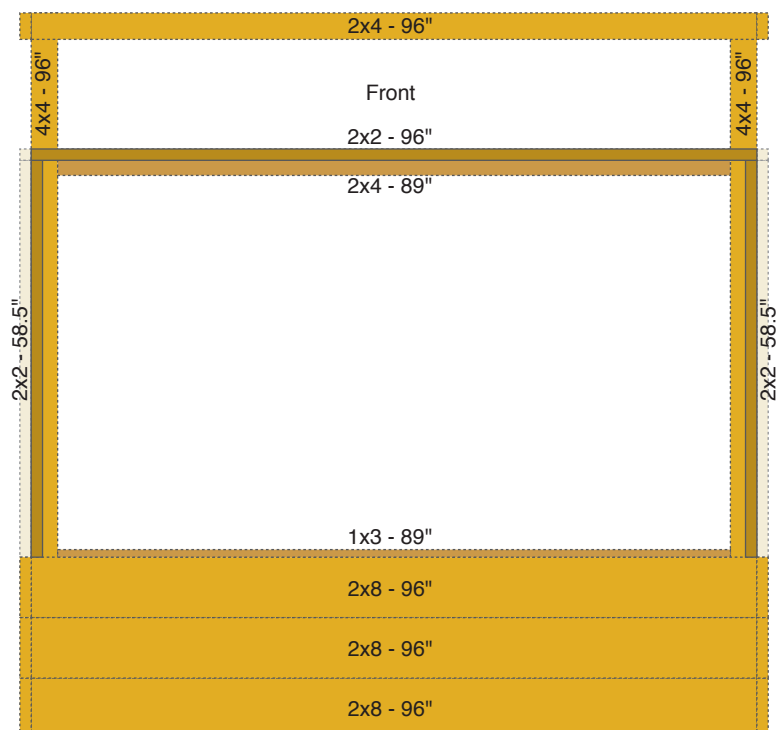 2x4 - 96"
4x4 - 96"
4x4 - 96"
Front
2x2 - 96"
2x4 - 89"
2x2 - 58.5"
2x2 - 58.5"
1x3 - 89"
2x8 - 96"
2x8 - 96"
2x8 - 96"